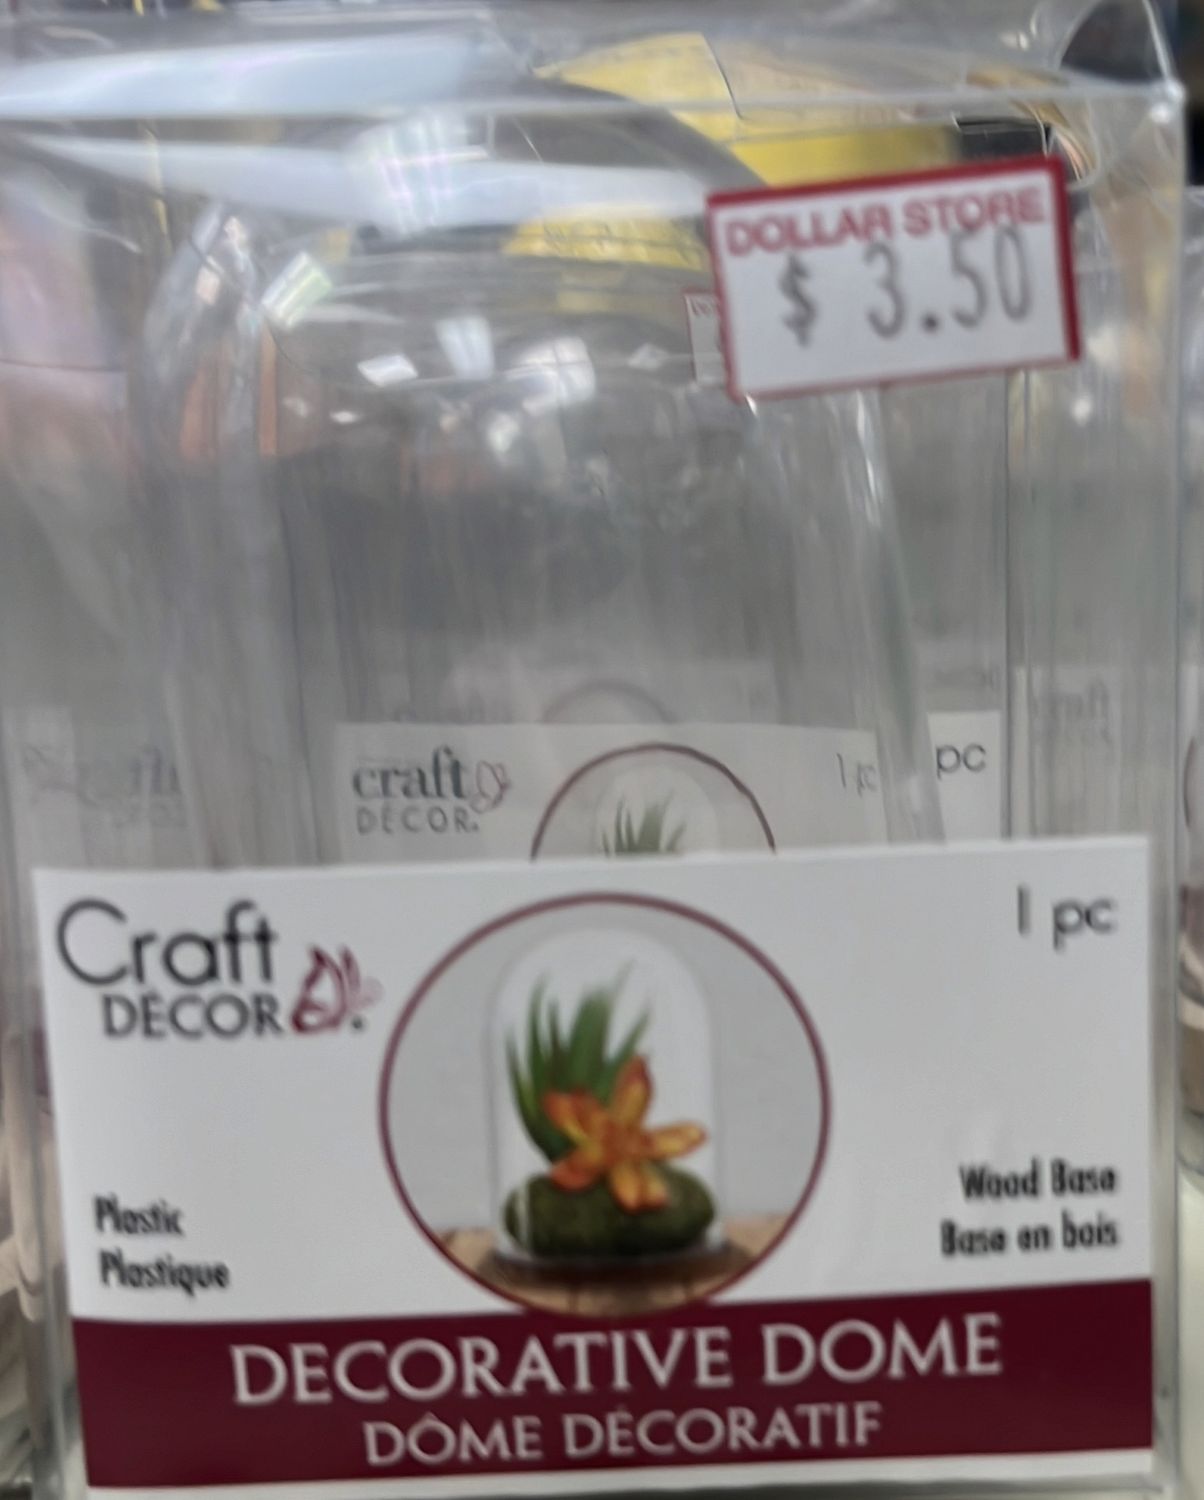 DOLLAR STORE
$ 3.50
craft
DÉCOR
1 pc
pc
Craft
DÉCOR
1 pc
Plastic
Plastique
Wood Base
Base en bois
DECORATIVE DOME
DÔME DÉCORATIF